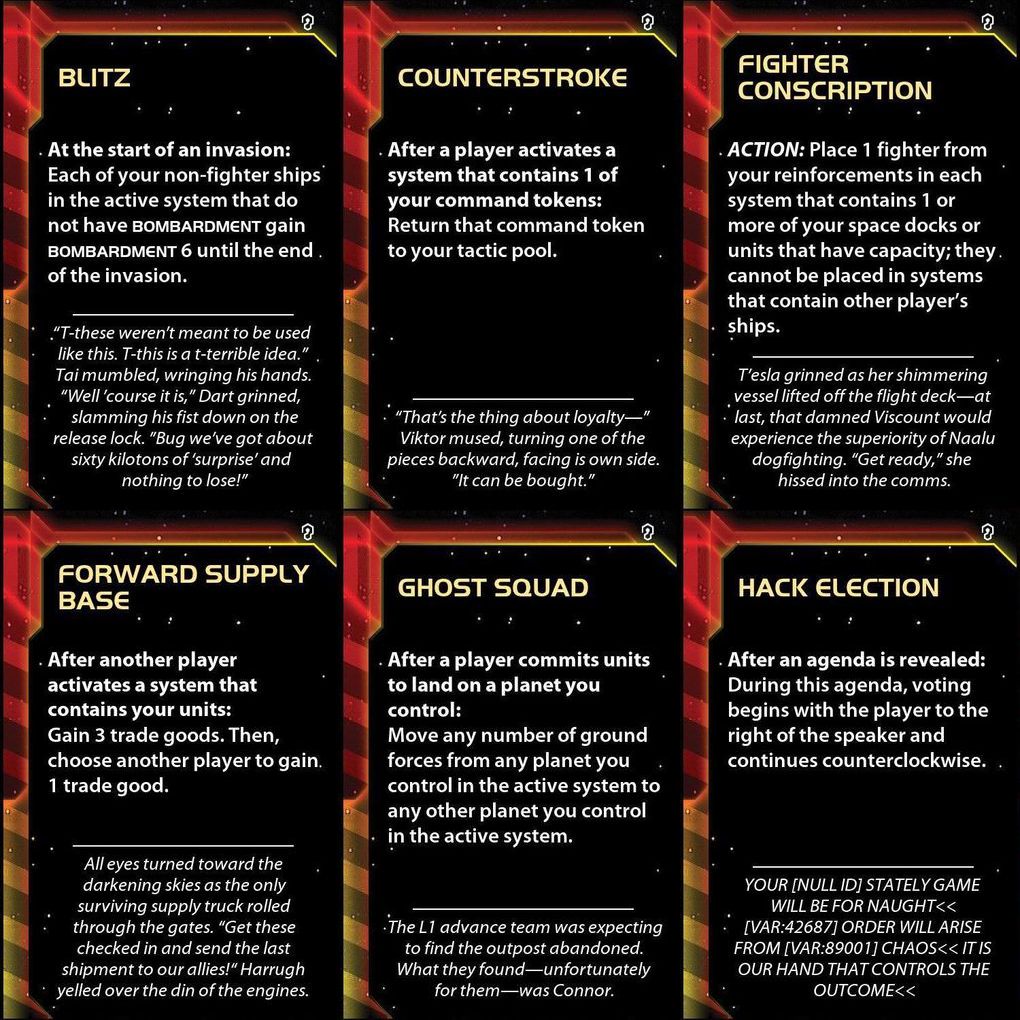 BLITZ
At the start of an invasion:
Each of your non-fighter ships
in the active system that do
not have BOMBARDMENT gain
BOMBARDMENT 6 until the end
of the invasion.
“T-these weren’t meant to be used
like this. T-this is a t-terrible idea.”
Tai mumbled, wringing his hands.
“Well ‘course it is,” Dart grinned,
slamming his fist down on the
release lock. ”Bug we’ve got about
sixty kilotons of ‘surprise’ and
nothing to lose!”
COUNTERSTROKE
After a player activates a
system that contains 1 of
your command tokens:
Return that command token
to your tactic pool.
“That’s the thing about loyalty—”
Viktor mused, turning one of the
pieces backward, facing is own side.
”It can be bought.”
FIGHTER
CONSCRIPTION
ACTION: Place 1 fighter from
your reinforcements in each
system that contains 1 or
more of your space docks or
units that have capacity; they
cannot be placed in systems
that contain other player’s
ships.
T’esla grinned as her shimmering
vessel lifted off the flight deck—at
last, that damned Viscount would
experience the superiority of Naalu
dogfighting. “Get ready,” she
hissed into the comms.
FORWARD SUPPLY
BASE
After another player
activates a system that
contains your units:
Gain 3 trade goods. Then,
choose another player to gain
1 trade good.
All eyes turned toward the
darkening skies as the only
surviving supply truck rolled
through the gates. “Get these
checked in and send the last
shipment to our allies!“ Harrugh
yelled over the din of the engines.
GHOST SQUAD
After a player commits units
to land on a planet you
control:
Move any number of ground
forces from any planet you
control in the active system to
any other planet you control
in the active system.
The L1 advance team was expecting
to find the outpost abandoned.
What they found—unfortunately
for them—was Connor.
HACK ELECTION
After an agenda is revealed:
During this agenda, voting
begins with the player to the
right of the speaker and
continues counterclockwise.
YOUR [NULL ID] STATELY GAME
WILL BE FOR NAUGHT<<
[VAR:42687] ORDER WILL ARISE
FROM [VAR:89001] CHAOS<< IT IS
OUR HAND THAT CONTROLS THE
OUTCOME<<